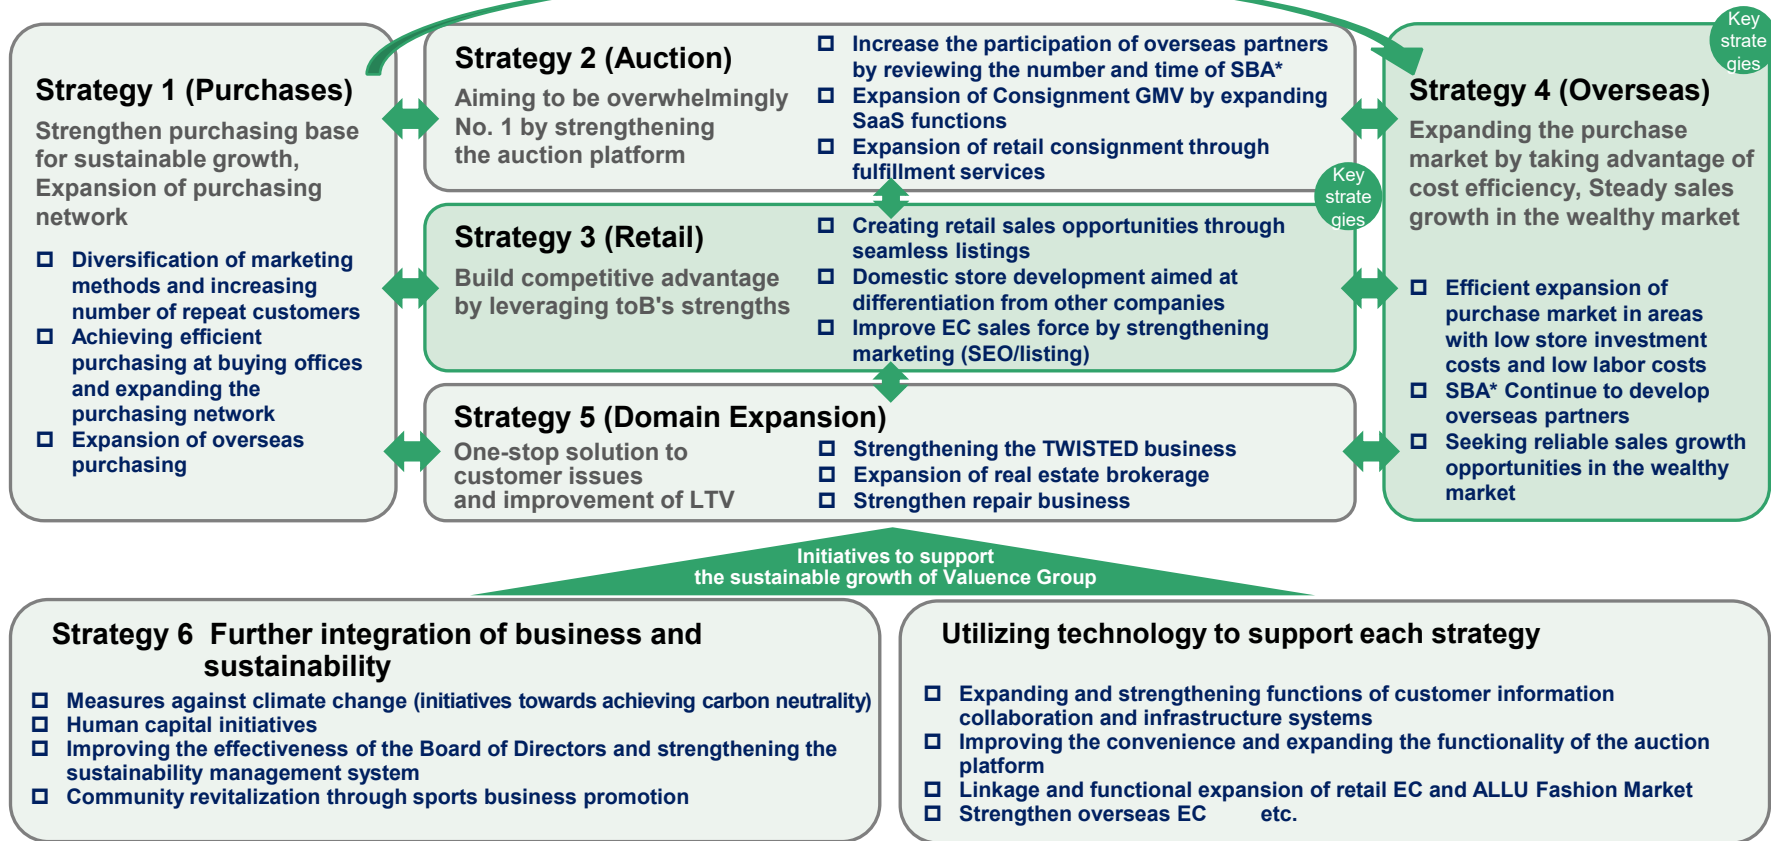 Strategy 1 (Purchases)
Strengthen purchasing base
for sustainable growth,
Expansion of purchasing
network
Diversification of marketing
methods and increasing
number of repeat customers
Achieving efficient
purchasing at buying offices
and expanding the
purchasing network
Expansion of overseas
purchasing
Strategy 2 (Auction)
Aiming to be overwhelmingly
No. 1 by strengthening
the auction platform
Increase the participation of overseas partners
by reviewing the number and time of SBA*
Expansion of Consignment GMV by expanding
SaaS functions
Expansion of retail consignment through
fulfillment services
Key
strate
gies
Strategy 3 (Retail)
Build competitive advantage
by leveraging toB's strengths
Creating retail sales opportunities through
seamless listings
Domestic store development aimed at
differentiation from other companies
Improve EC sales force by strengthening
marketing (SEO/listing)
Strategy 5 (Domain Expansion)
One-stop solution to
customer issues
and improvement of LTV
Strengthening the TWISTED business
Expansion of real estate brokerage
Strengthen repair business
Key
strate
gies
Strategy 4 (Overseas)
Expanding the purchase
market by taking advantage of
cost efficiency, Steady sales
growth in the wealthy market
Efficient expansion of
purchase market in areas
with low store investment
costs and low labor costs
SBA* Continue to develop
overseas partners
Seeking reliable sales growth
opportunities in the wealthy
market
Initiatives to support
the sustainable growth of Valuence Group
Strategy 6 Further integration of business and
sustainability
Measures against climate change (initiatives towards achieving carbon neutrality)
Human capital initiatives
Improving the effectiveness of the Board of Directors and strengthening the
sustainability management system
Community revitalization through sports business promotion
Utilizing technology to support each strategy
Expanding and strengthening functions of customer information
collaboration and infrastructure systems
Improving the convenience and expanding the functionality of the auction
platform
Linkage and functional expansion of retail EC and ALLU Fashion Market
Strengthen overseas EC etc.